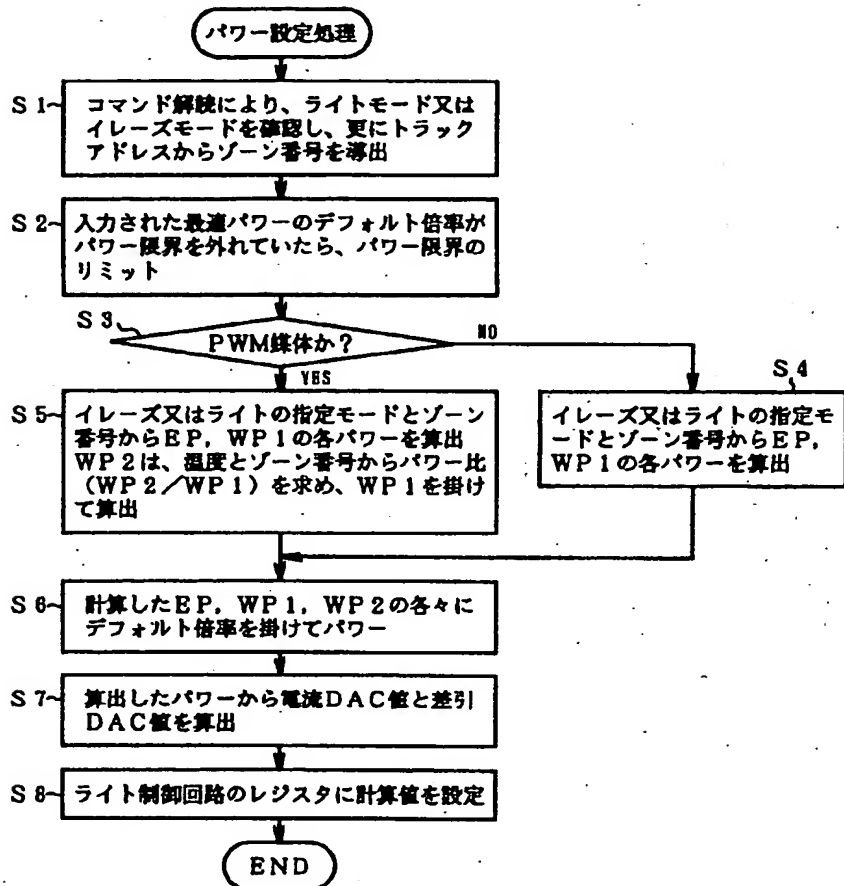 パワー設定処理
S1
コマンド解読により、ライトモード又は
イレーズモードを確認し、更にトラック
アドレスからゾーン番号を導出
S2
入力された最適パワーのデフォルト倍率が
パワー限界を外れていたら、パワー限界の
リミット
S3
PWM媒体か?
NO
YES
S4
イレーズ又はライトの指定モ
ードとゾーン番号からEP,
WP1の各パワーを算出
S5
イレーズ又はライトの指定モードとゾーン
番号からEP,WP1の各パワーを算出
WP2は、温度とゾーン番号からパワー比
(WP2/WP1)を求め、WP1を掛け
て算出
S6
計算したEP,WP1,WP2の各々に
デフォルト倍率を掛けてパワー
S7
算出したパワーから電流DAC値と差引
DAC値を算出
S8
ライト制御回路のレジスタに計算値を設定
END